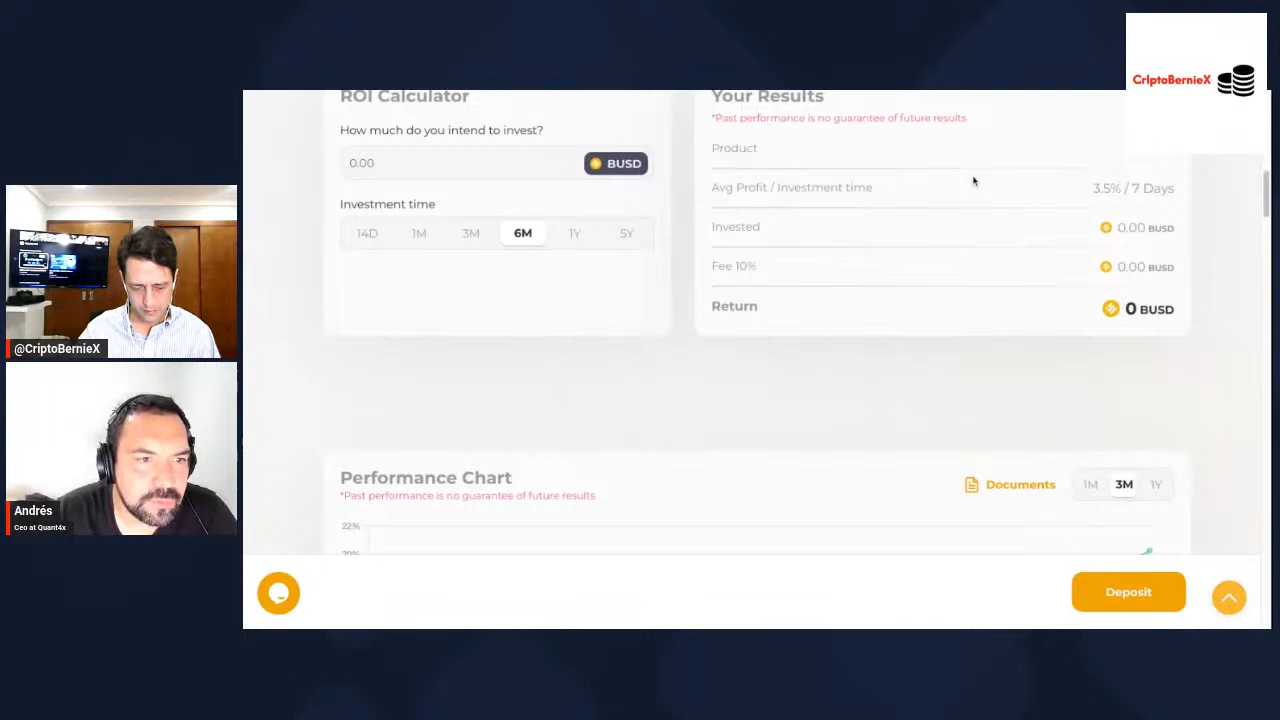 CrIptoBernieX
ROI Calculator
How much do you intend to invest?
0.00
BUSD
Investment time
14D
1M
3M
6M
1Y
5Y
Your Results
*Past performance is no guarantee of future results
Product
Avg Profit / Investment time
3.5% / 7 Days
Invested
0.00 BUSD
Fee 10%
0.00 BUSD
Return
0 BUSD
@CriptoBernieX
Andrés
Ceo at Quant4x
Performance Chart
*Past performance is no guarantee of future results
Documents
1M
3M
1Y
22%
20%
Deposit